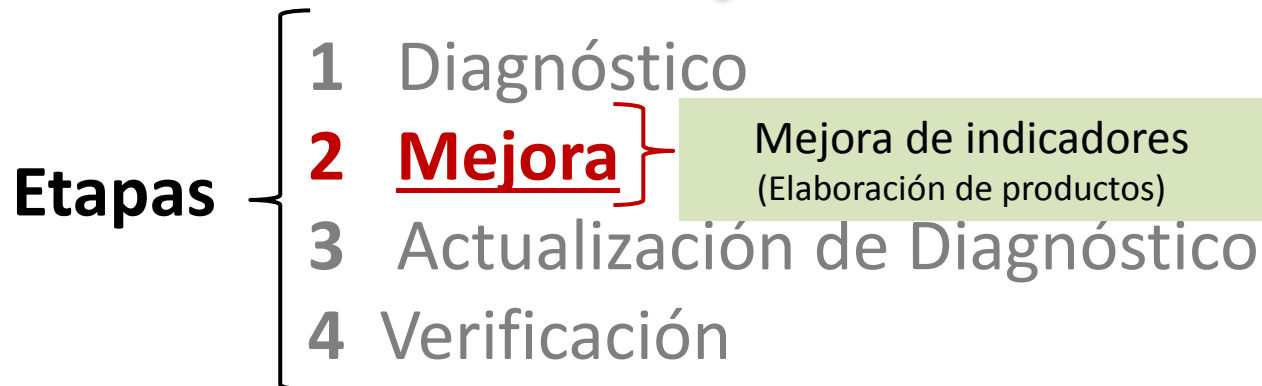 Etapas
1 Diagnóstico
2 Mejora
Mejora de indicadores
(Elaboración de productos)
3 Actualización de Diagnóstico
4 Verificación